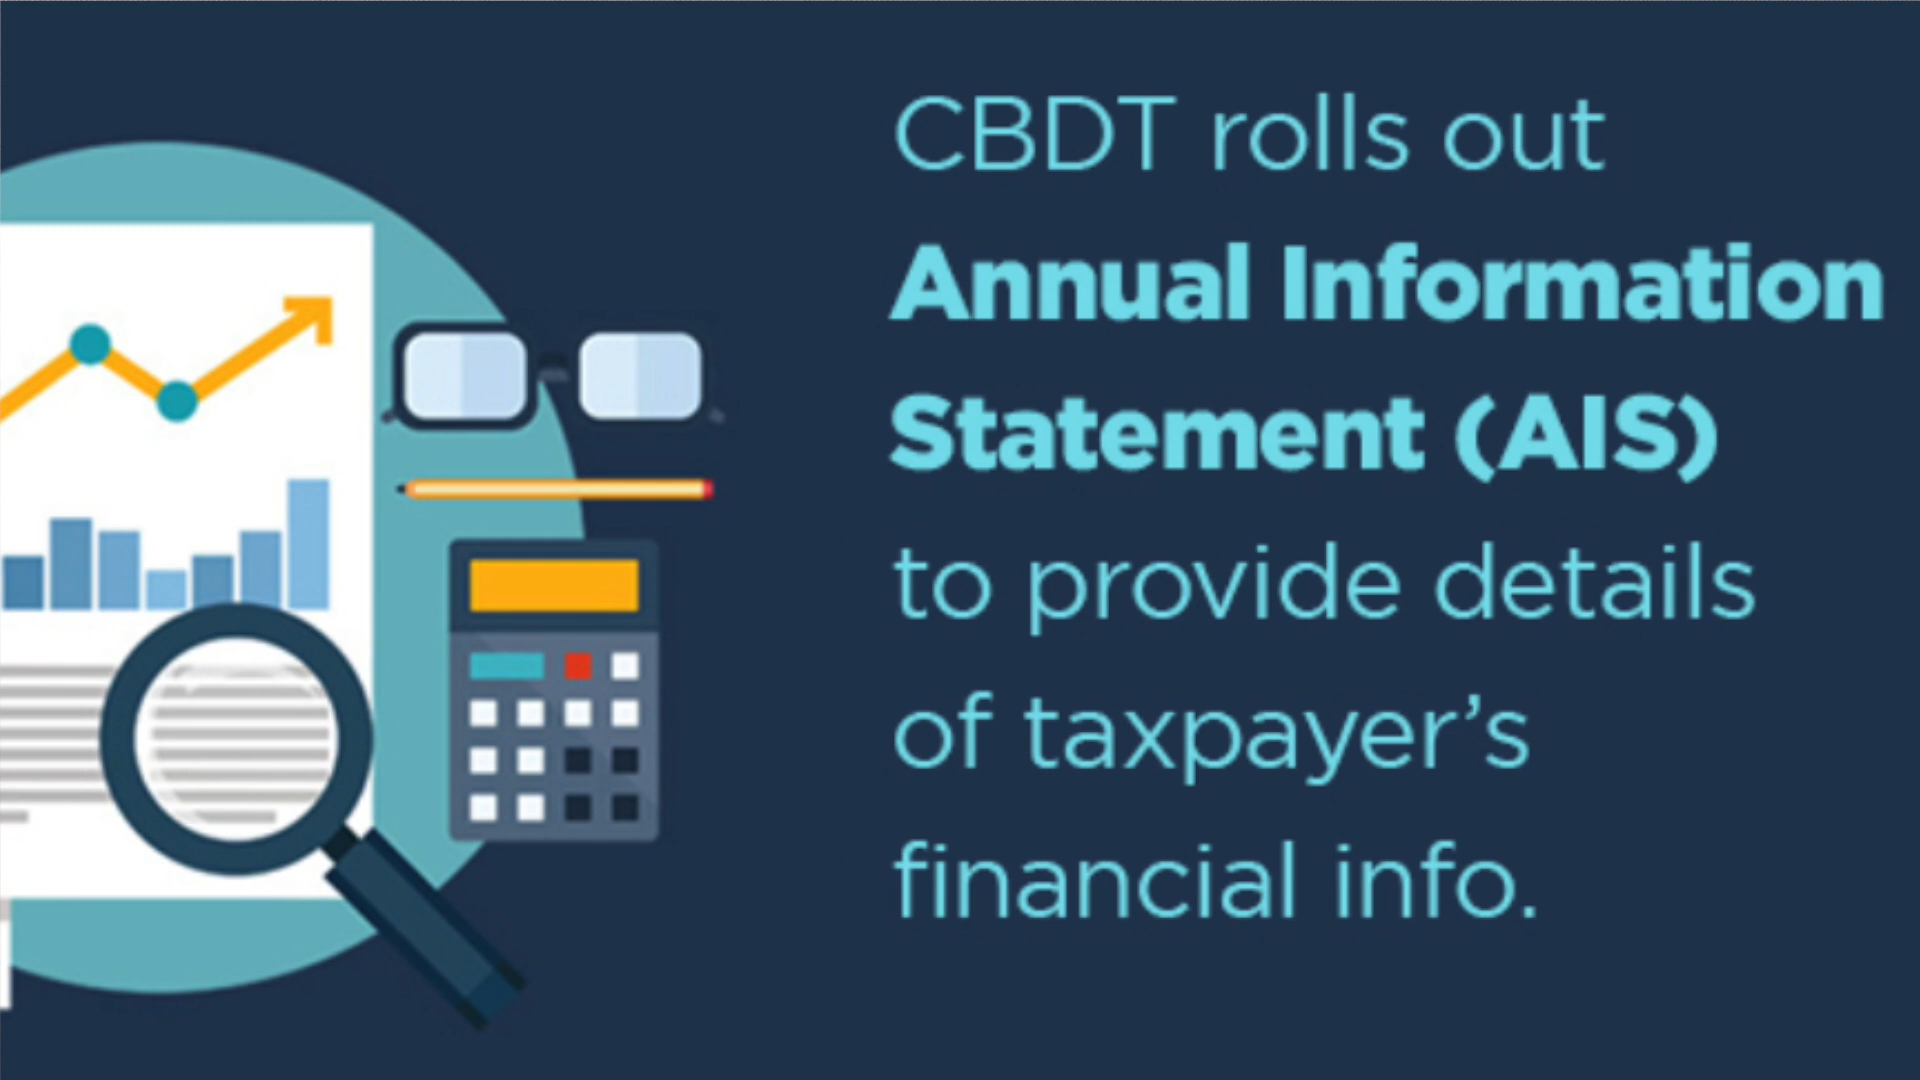 CBDT rolls out
Annual Information
Statement (AIS)
to provide details
of taxpayer’s
financial info.